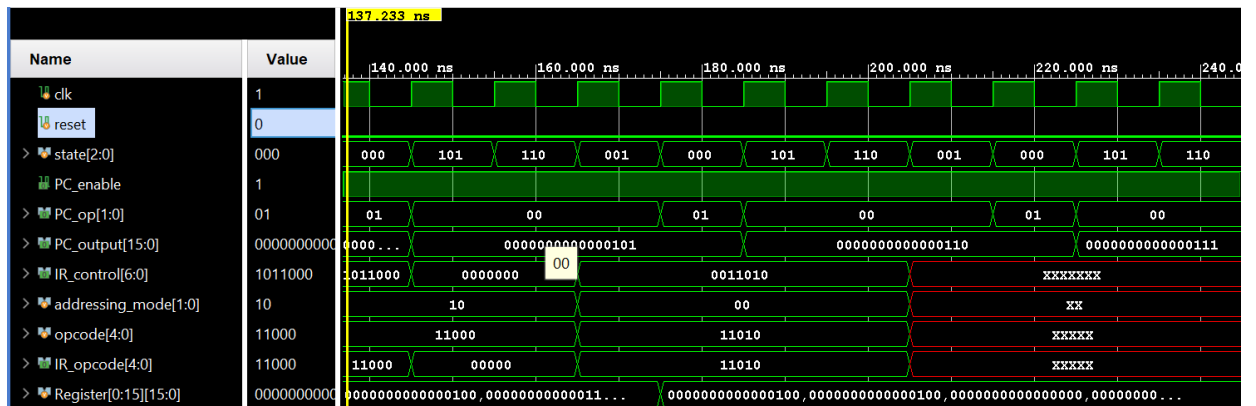 137.233 ns
Name Value
140.000 ns 160.000 ns 180.000 ns 200.000 ns 220.000 ns 240.0
clk 1
reset 0
state[2:0] 000 000 101 110 001 000 101 110 001 000 101 110
PC_enable 1
PC_op[1:0] 01 01 00 01 00 01 00
PC_output[15:0] 0000000000 0000... 0000000000000101 0000000000000110 0000000000000111
00
IR_control[6:0] 1011000 1011000 0000000 0011010 XXXXXXX
addressing_mode[1:0] 10 10 00 XX
opcode[4:0] 11000 11000 11010 XXXXX
IR_opcode[4:0] 11000 11000 00000 11010 XXXXX
Register[0:15][15:0] 0000000000 0000000000000100,000000000000011... 0000000000000100,0000000000000100,0000000000000000,00000000...